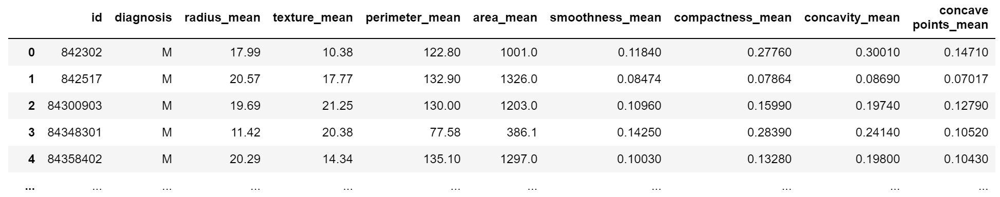 id diagnosis radius_mean texture_mean perimeter_mean area_mean smoothness_mean compactness_mean concavity_mean concave points_mean
0 842302 M 17.99 10.38 122.80 1001.0 0.11840 0.27760 0.30010 0.14710
1 842517 M 20.57 17.77 132.90 1326.0 0.08474 0.07864 0.08690 0.07017
2 84300903 M 19.69 21.25 130.00 1203.0 0.10960 0.15990 0.19740 0.12790
3 84348301 M 11.42 20.38 77.58 386.1 0.14250 0.28390 0.24140 0.10520
4 84358402 M 20.29 14.34 135.10 1297.0 0.10030 0.13280 0.19800 0.10430
... ... ... ... ... ... ... ... ... ... ...